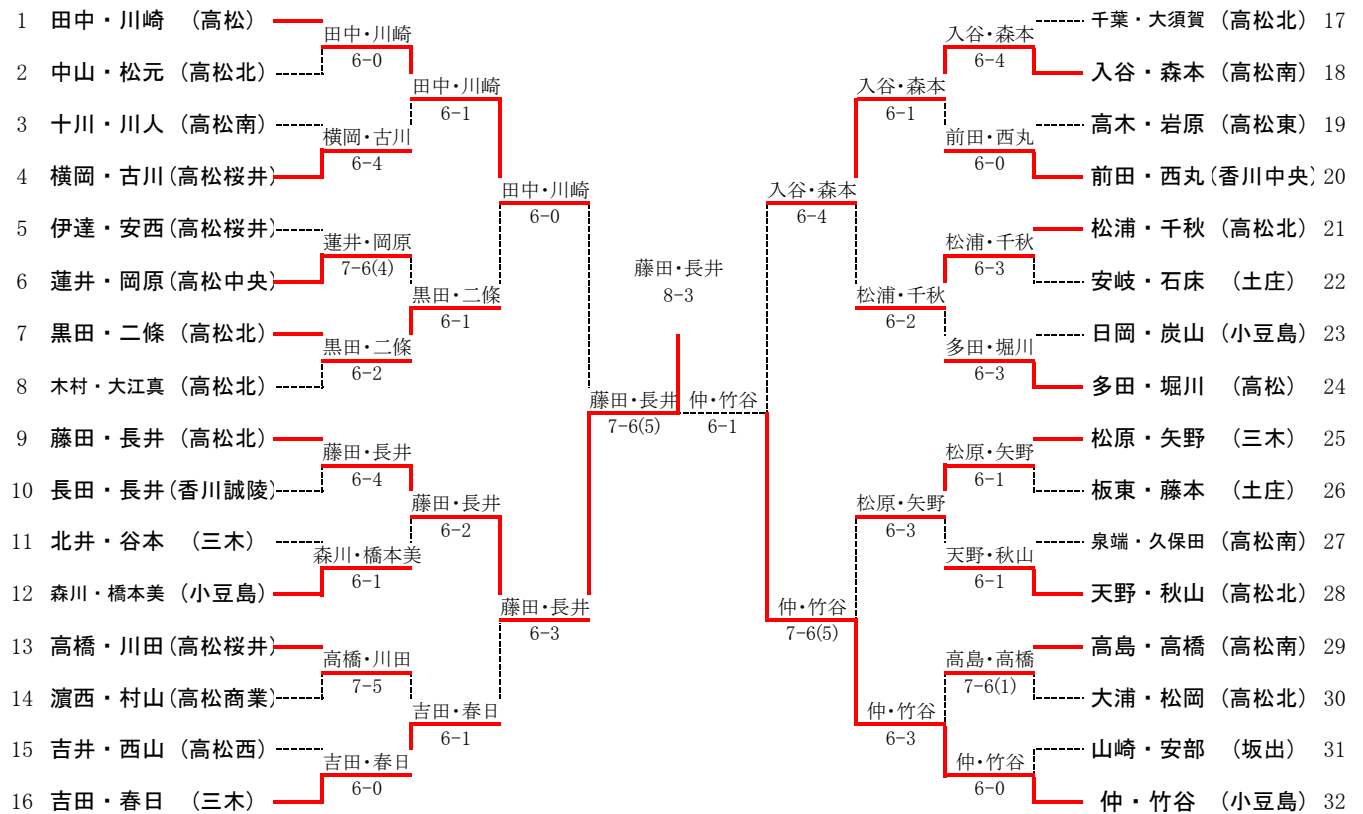 1 田中・川崎 （高松）
2 中山・松元 （高松北）
3 十川・川人 （高松南）
4 横岡・古川 (高松桜井)
5 伊達・安西 (高松桜井)
6 蓮井・岡原 (高松中央)
7 黒田・二條 （高松北）
8 木村・大江真 （高松北）
9 藤田・長井 （高松北）
10 長田・長井 (香川誠陵)
11 北井・谷本 （三木）
12 森川・橋本美 （小豆島）
13 高橋・川田 (高松桜井)
14 濵西・村山 (高松商業)
15 吉井・西山 （高松西）
16 吉田・春日 （三木）
田中・川崎
6-0
横岡・古川
6-4
蓮井・岡原
7-6(4)
黒田・二條
6-2
藤田・長井
6-4
森川・橋本美
6-1
高橋・川田
7-5
吉田・春日
6-0
田中・川崎
6-1
黒田・二條
6-1
藤田・長井
6-2
吉田・春日
6-1
田中・川崎
6-0
藤田・長井
6-3
藤田・長井
7-6(5)
藤田・長井
8-3
仲・竹谷
6-1
入谷・森本
6-4
仲・竹谷
7-6(5)
入谷・森本
6-1
松浦・千秋
6-2
松原・矢野
6-3
仲・竹谷
6-3
入谷・森本
6-4
前田・西丸
6-0
松浦・千秋
6-3
多田・堀川
6-3
松原・矢野
6-1
天野・秋山
6-1
高島・高橋
7-6(1)
仲・竹谷
6-0
千葉・大須賀 （高松北） 17
入谷・森本 （高松南） 18
高木・岩原 （高松東） 19
前田・西丸 (香川中央) 20
松浦・千秋 （高松北） 21
安岐・石床 （土庄） 22
日岡・炭山 （小豆島） 23
多田・堀川 （高松） 24
松原・矢野 （三木） 25
板東・藤本 （土庄） 26
泉端・久保田 （高松南） 27
天野・秋山 （高松北） 28
高島・高橋 （高松南） 29
大浦・松岡 （高松北） 30
山崎・安部 （坂出） 31
仲・竹谷 （小豆島） 32